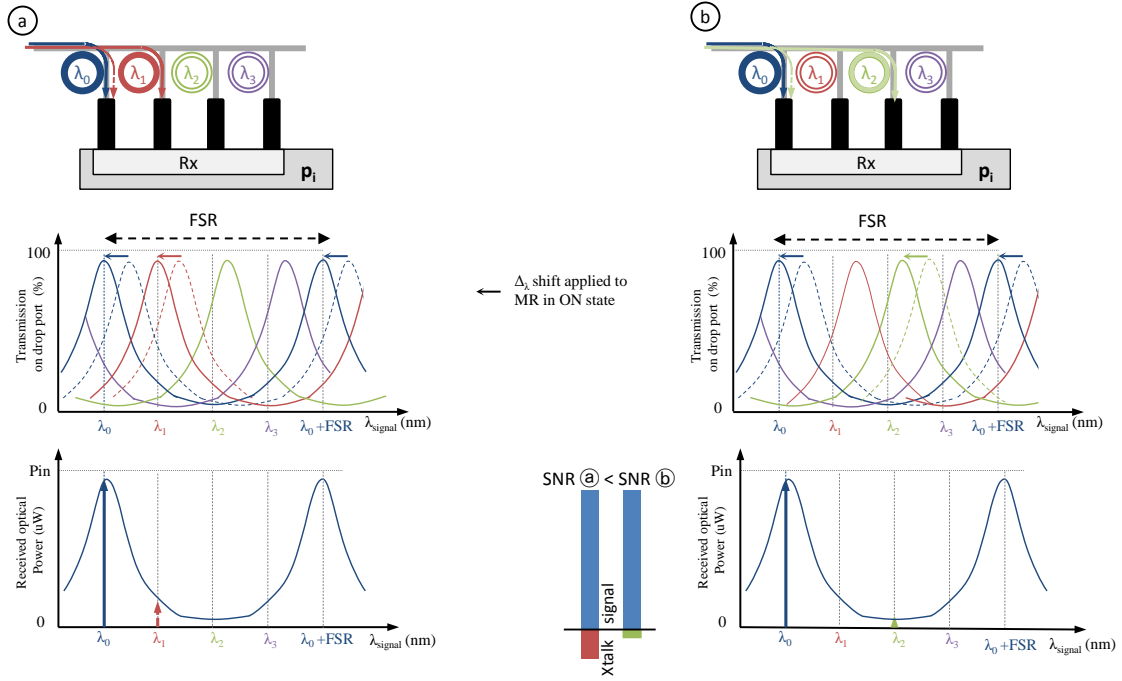 a
λ0 λ1 λ2 λ3
Rx
pi
FSR
100
0
Transmission
on drop port (%)
λ0 λ1 λ2 λ3 λ0 +FSR λsignal (nm)
Pin
0
Received optical
Power (uW)
λ0 λ1 λ2 λ3 λ0 +FSR λsignal (nm)
Δλ shift applied to
MR in ON state
SNR ⓐ < SNR ⓑ
signal
Xtalk
b
λ0 λ1 λ2 λ3
Rx
pi
FSR
100
0
Transmission
on drop port (%)
λ0 λ1 λ2 λ3 λ0 +FSR λsignal (nm)
Pin
0
Received optical
Power (uW)
λ0 λ1 λ2 λ3 λ0 +FSR λsignal (nm)